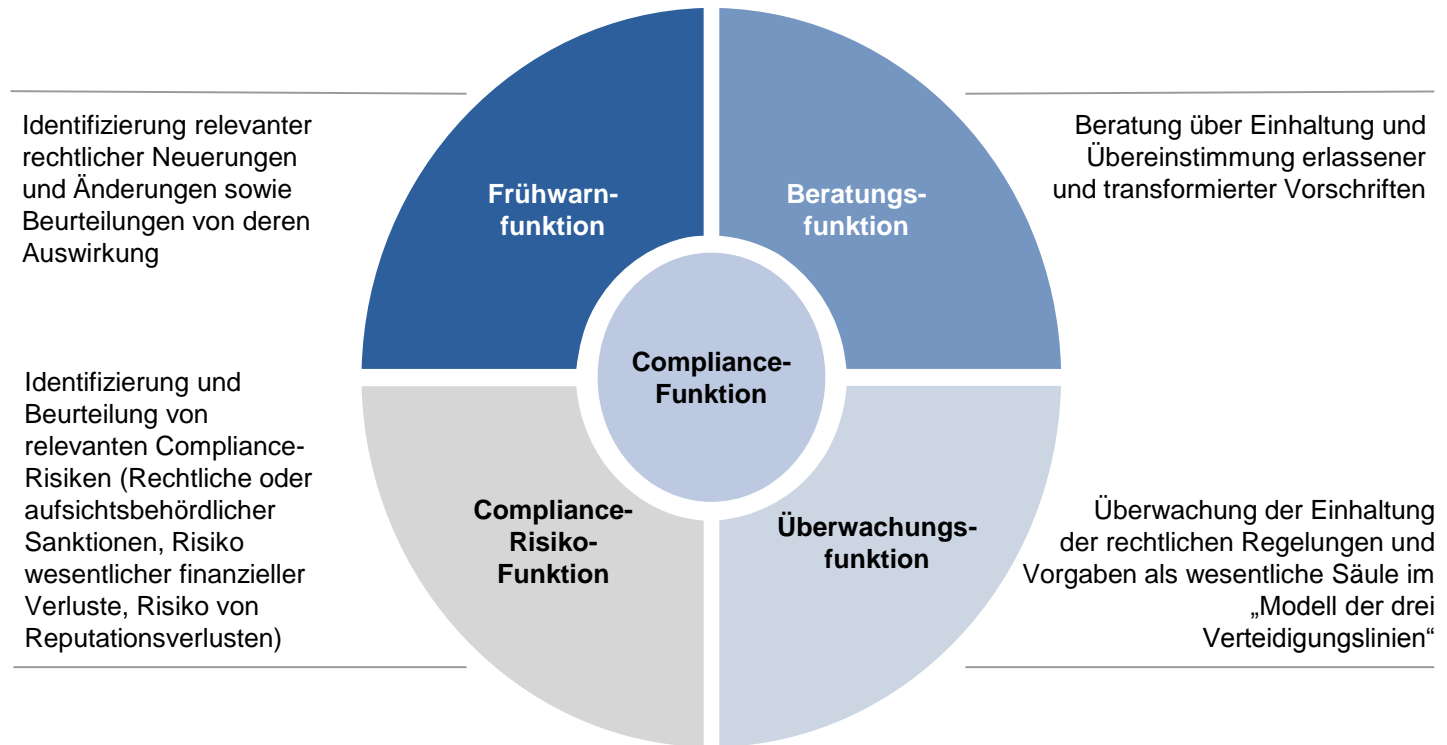 Identifizierung relevanter
rechtlicher Neuerungen
und Änderungen sowie
Beurteilungen von deren
Auswirkung
Frühwarn-
funktion
Beratungs-
funktion
Beratung über Einhaltung und
Übereinstimmung erlassener
und transformierter Vorschriften
Compliance-
Funktion
Identifizierung und
Beurteilung von
relevanten Compliance-
Risiken (Rechtliche oder
aufsichtsbehördlicher
Sanktionen, Risiko
wesentlicher finanzieller
Verluste, Risiko von
Reputationsverlusten)
Compliance-
Risiko-
Funktion
Überwachungs-
funktion
Überwachung der Einhaltung
der rechtlichen Regelungen und
Vorgaben als wesentliche Säule im
„Modell der drei
Verteidigungslinien“